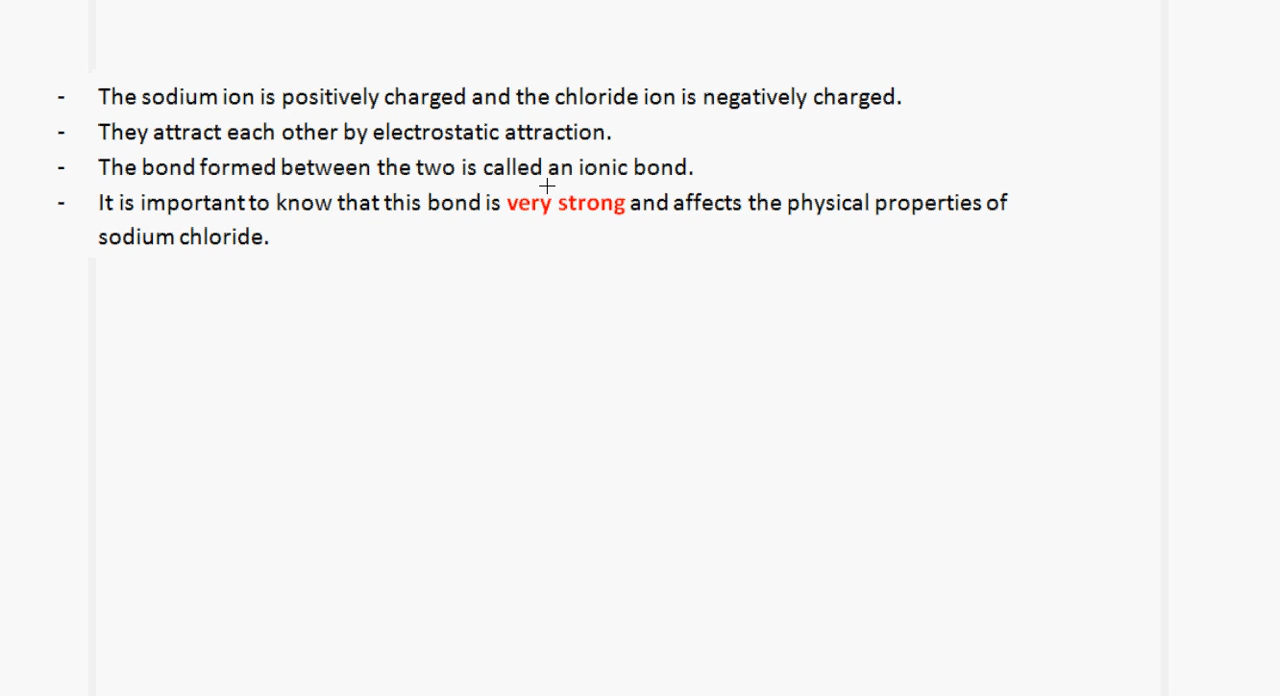 - The sodium ion is positively charged and the chloride ion is negatively charged.
- They attract each other by electrostatic attraction.
- The bond formed between the two is called an ionic bond.
- It is important to know that this bond is very strong and affects the physical properties of
sodium chloride.